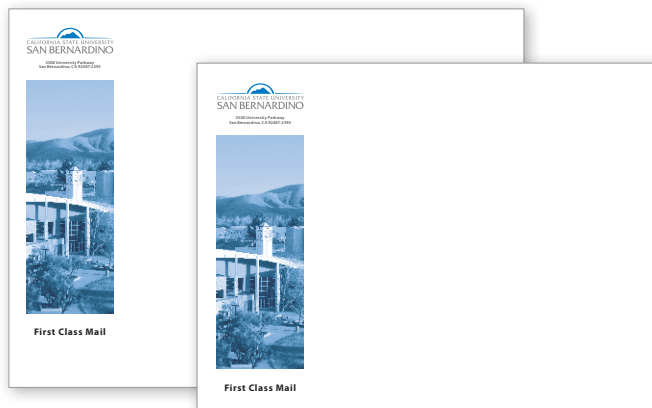 CALIFORNIA STATE UNIVERSITY
SAN BERNARDINO
5500 University Parkway
San Bernardino, CA 92407-2393
First Class Mail
CALIFORNIA STATE UNIVERSITY
SAN BERNARDINO
5500 University Parkway
San Bernardino, CA 92407-2393
First Class Mail